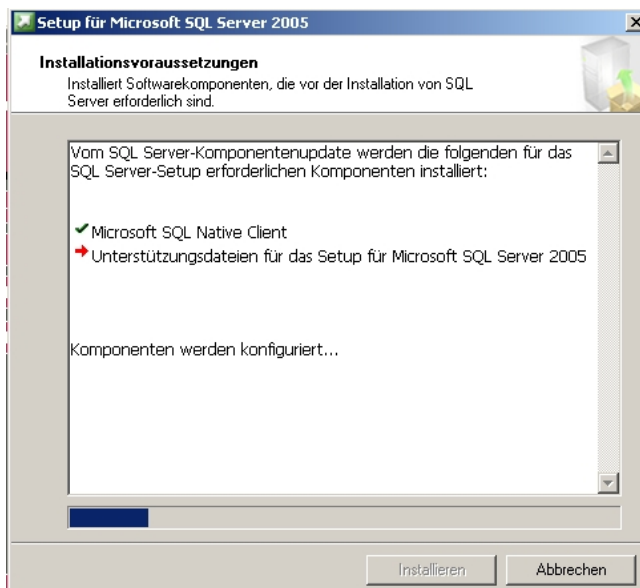 Setup für Microsoft SQL Server 2005
Installationsvoraussetzungen
Installiert Softwarekomponenten, die vor der Installation von SQL
Server erforderlich sind.
Vom SQL Server-Komponentenupdate werden die folgenden für das
SQL Server-Setup erforderlichen Komponenten installiert:
Microsoft SQL Native Client
Unterstützungsdateien für das Setup für Microsoft SQL Server 2005
Komponenten werden konfiguriert...
Installieren
Abbrechen